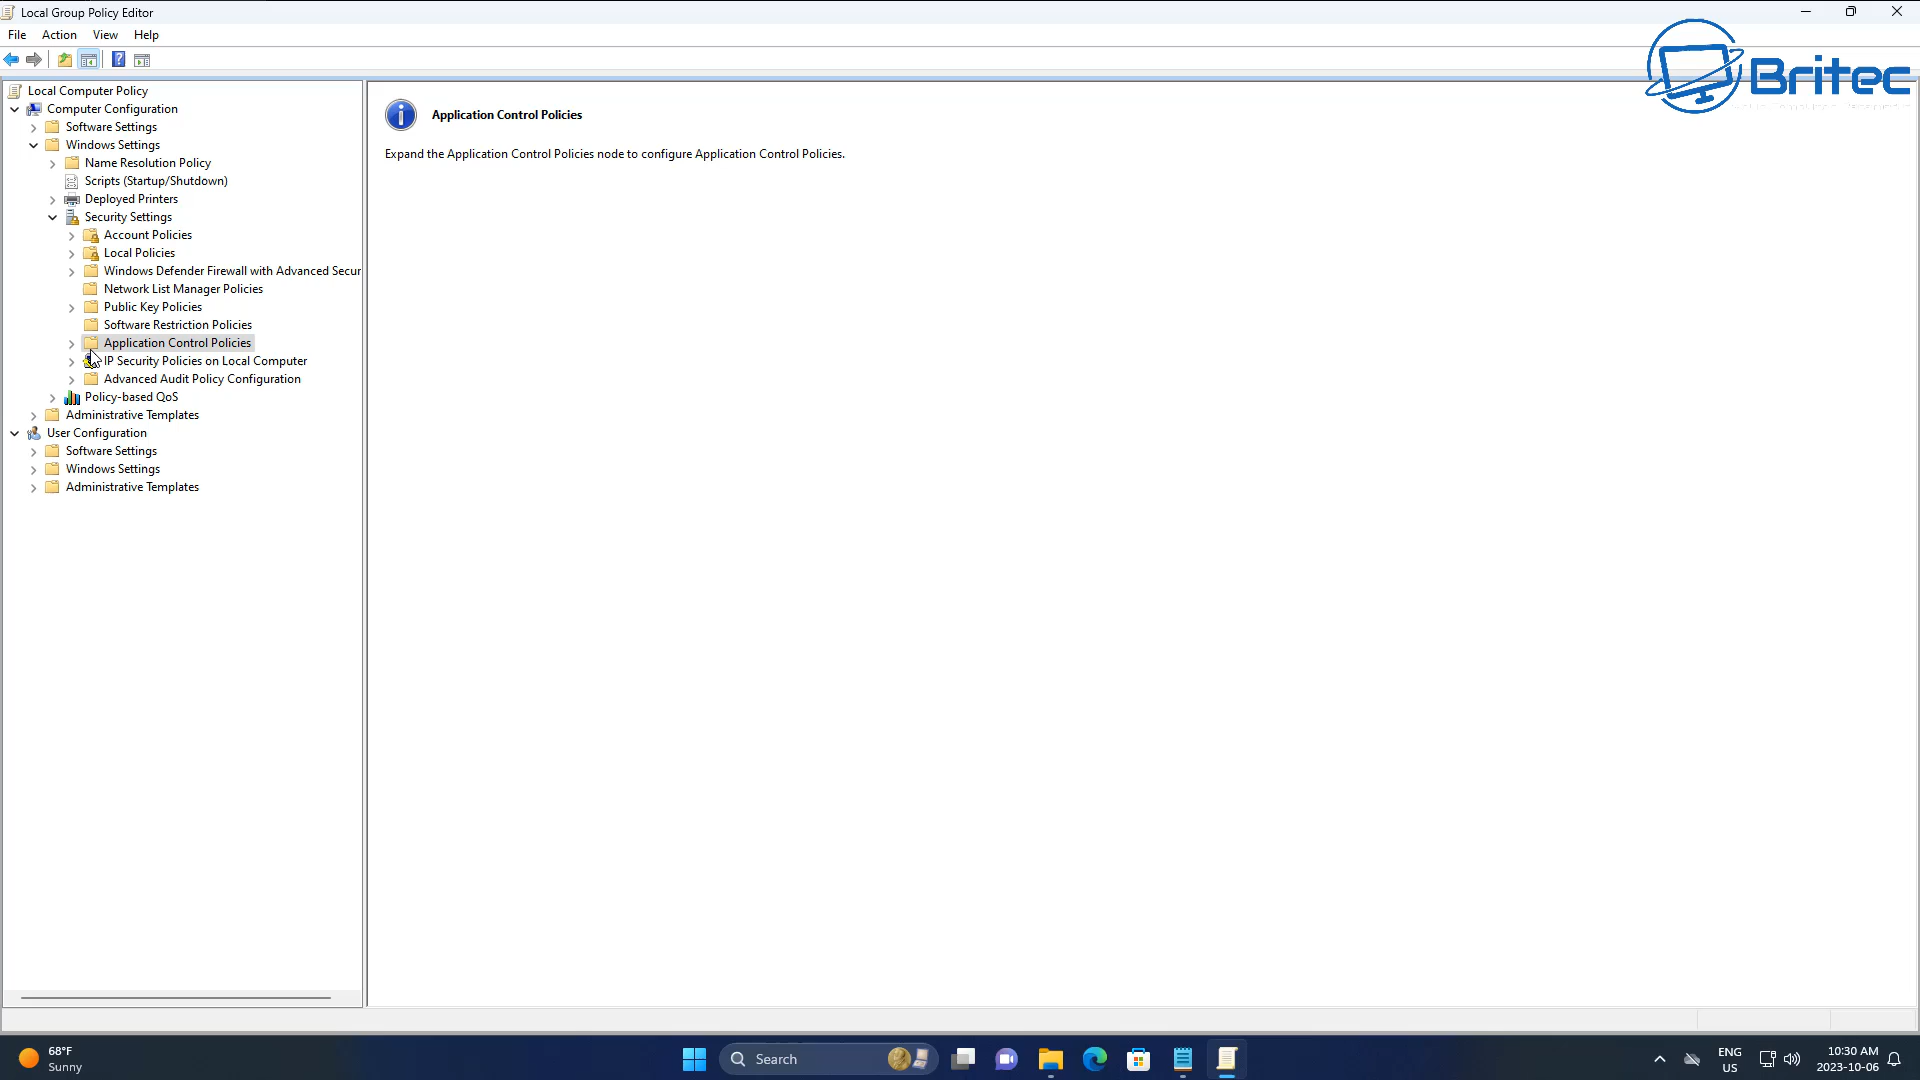 Local Group Policy Editor
File Action View Help
Britec
Local Computer Policy
Computer Configuration
Software Settings
Windows Settings
Name Resolution Policy
Scripts (Startup/Shutdown)
Deployed Printers
Security Settings
Account Policies
Local Policies
Windows Defender Firewall with Advanced Secur
Network List Manager Policies
Public Key Policies
Software Restriction Policies
Application Control Policies
IP Security Policies on Local Computer
Advanced Audit Policy Configuration
Policy-based QoS
Administrative Templates
User Configuration
Software Settings
Windows Settings
Administrative Templates
Application Control Policies
Expand the Application Control Policies node to configure Application Control Policies.
68°F
Sunny
Search
ENG
US
10:30 AM
2023-10-06